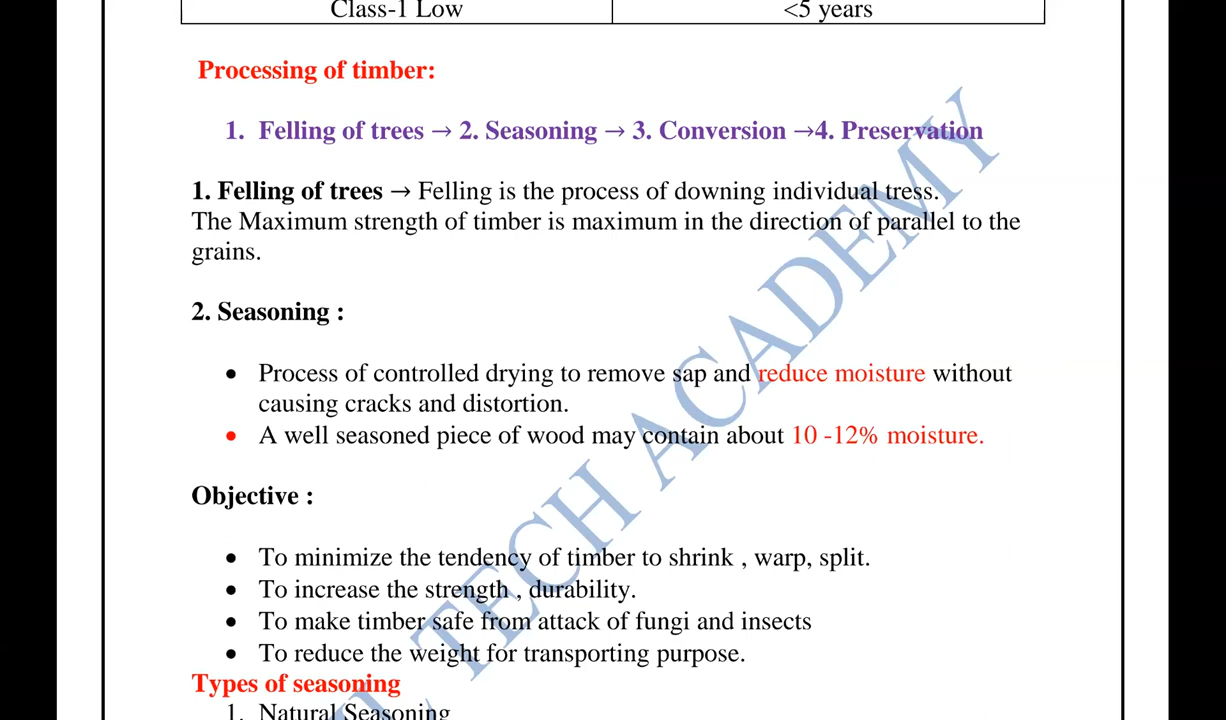 Class-1 Low <5 years
Processing of timber:
1. Felling of trees → 2. Seasoning → 3. Conversion →4. Preservation
1. Felling of trees → Felling is the process of downing individual tress.
The Maximum strength of timber is maximum in the direction of parallel to the
grains.
2. Seasoning :
• Process of controlled drying to remove sap and reduce moisture without
causing cracks and distortion.
• A well seasoned piece of wood may contain about 10 -12% moisture.
Objective :
• To minimize the tendency of timber to shrink , warp, split.
• To increase the strength , durability.
• To make timber safe from attack of fungi and insects
• To reduce the weight for transporting purpose.
Types of seasoning
1. Natural Seasoning
TECH ACADEMY